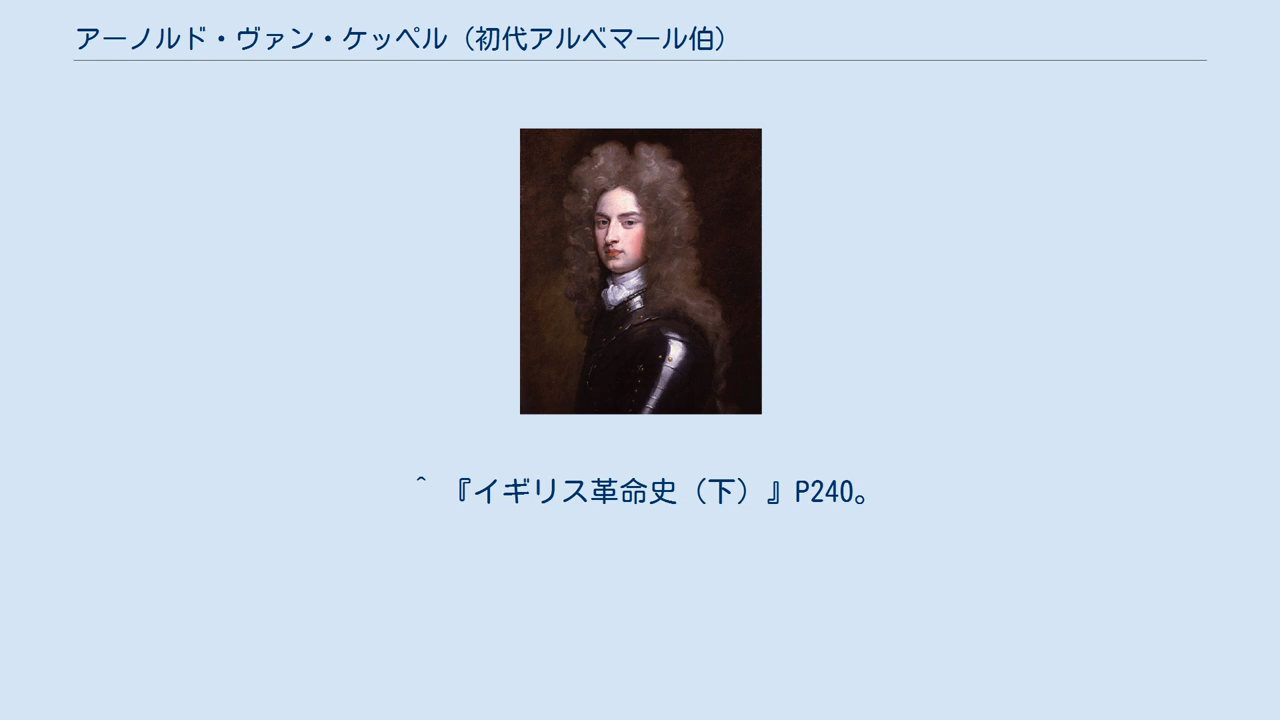 アーノルド・ヴァン・ケッペル（初代アルベマール伯）
^ 『イギリス革命史（下）』P240。